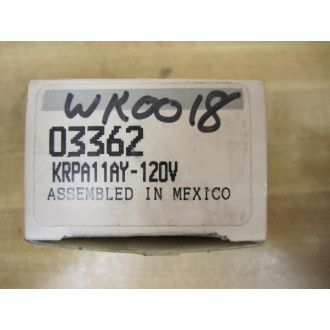 WK0018
03362
KRPA11AY-120V
ASSEMBLED IN MEXICO